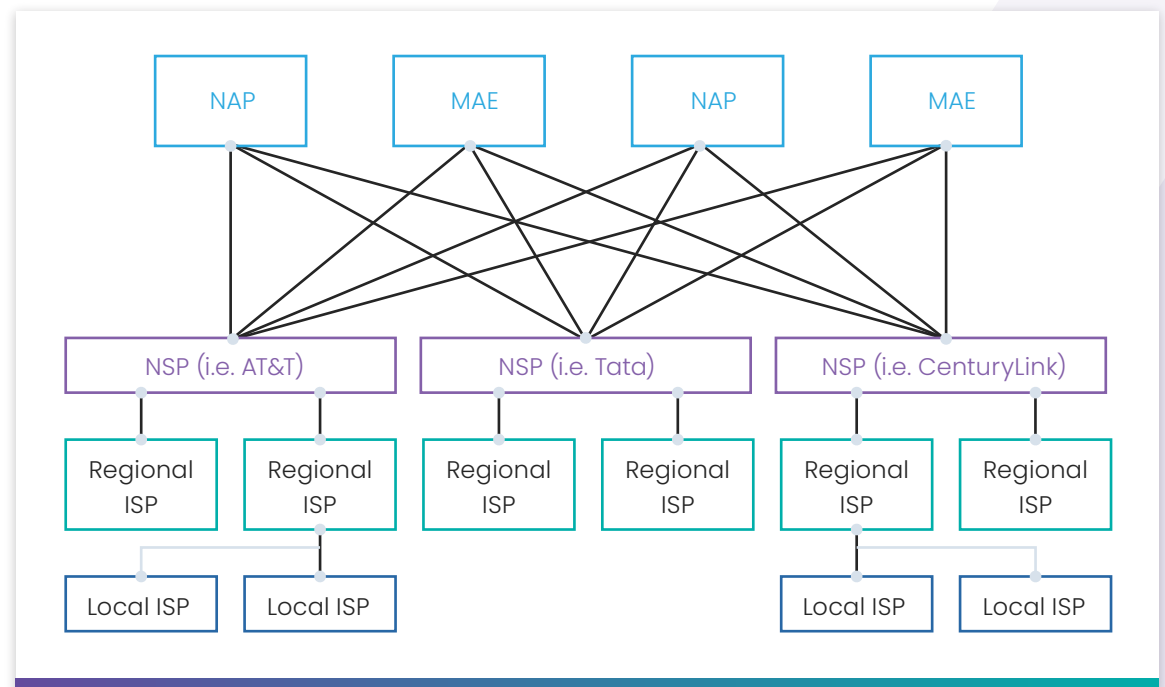 NAP
MAE
NAP
MAE
NSP (i.e. AT&T)
NSP (i.e. Tata)
NSP (i.e. CenturyLink)
Regional
ISP
Regional
ISP
Regional
ISP
Regional
ISP
Regional
ISP
Regional
ISP
Local ISP
Local ISP
Local ISP
Local ISP